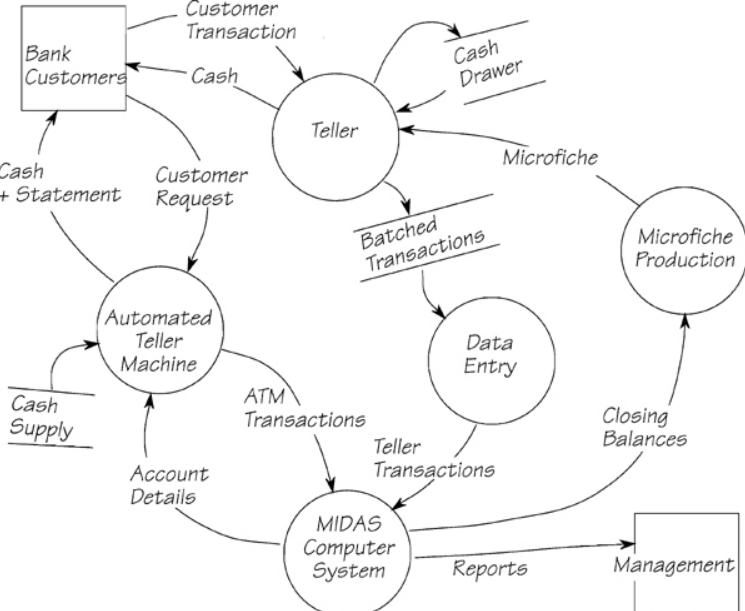 Customer
Transaction
Bank
Customers
Cash
Cash
Drawer
Teller
Microfiche
Cash
+ Statement
Customer
Request
Batched
Transactions
Microfiche
Production
Automated
Teller
Machine
Data
Entry
Cash
Supply
ATM
Transactions
Closing
Balances
Teller
Transactions
Account
Details
MIDAS
Computer
System
Reports
Management